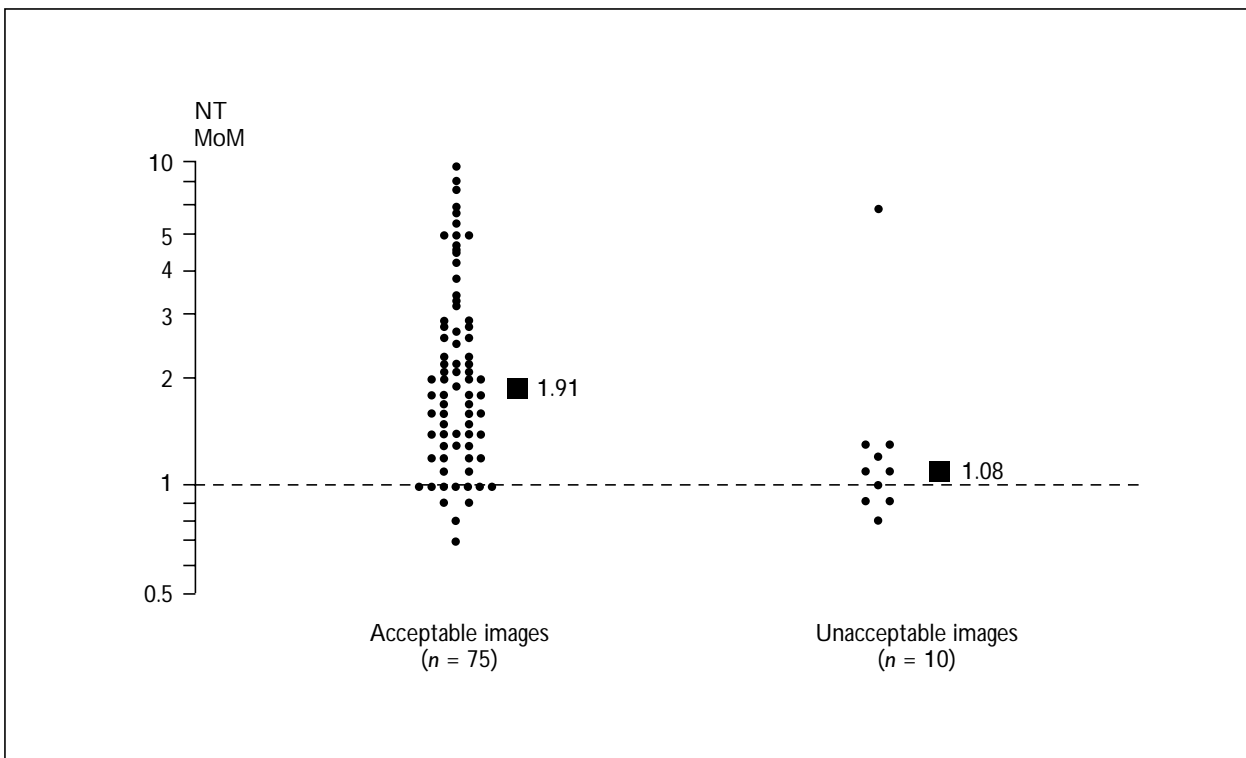 NT
MoM
10
5
4
3
2
1
0.5
1.91
1.08
Acceptable images
(n = 75)
Unacceptable images
(n = 10)